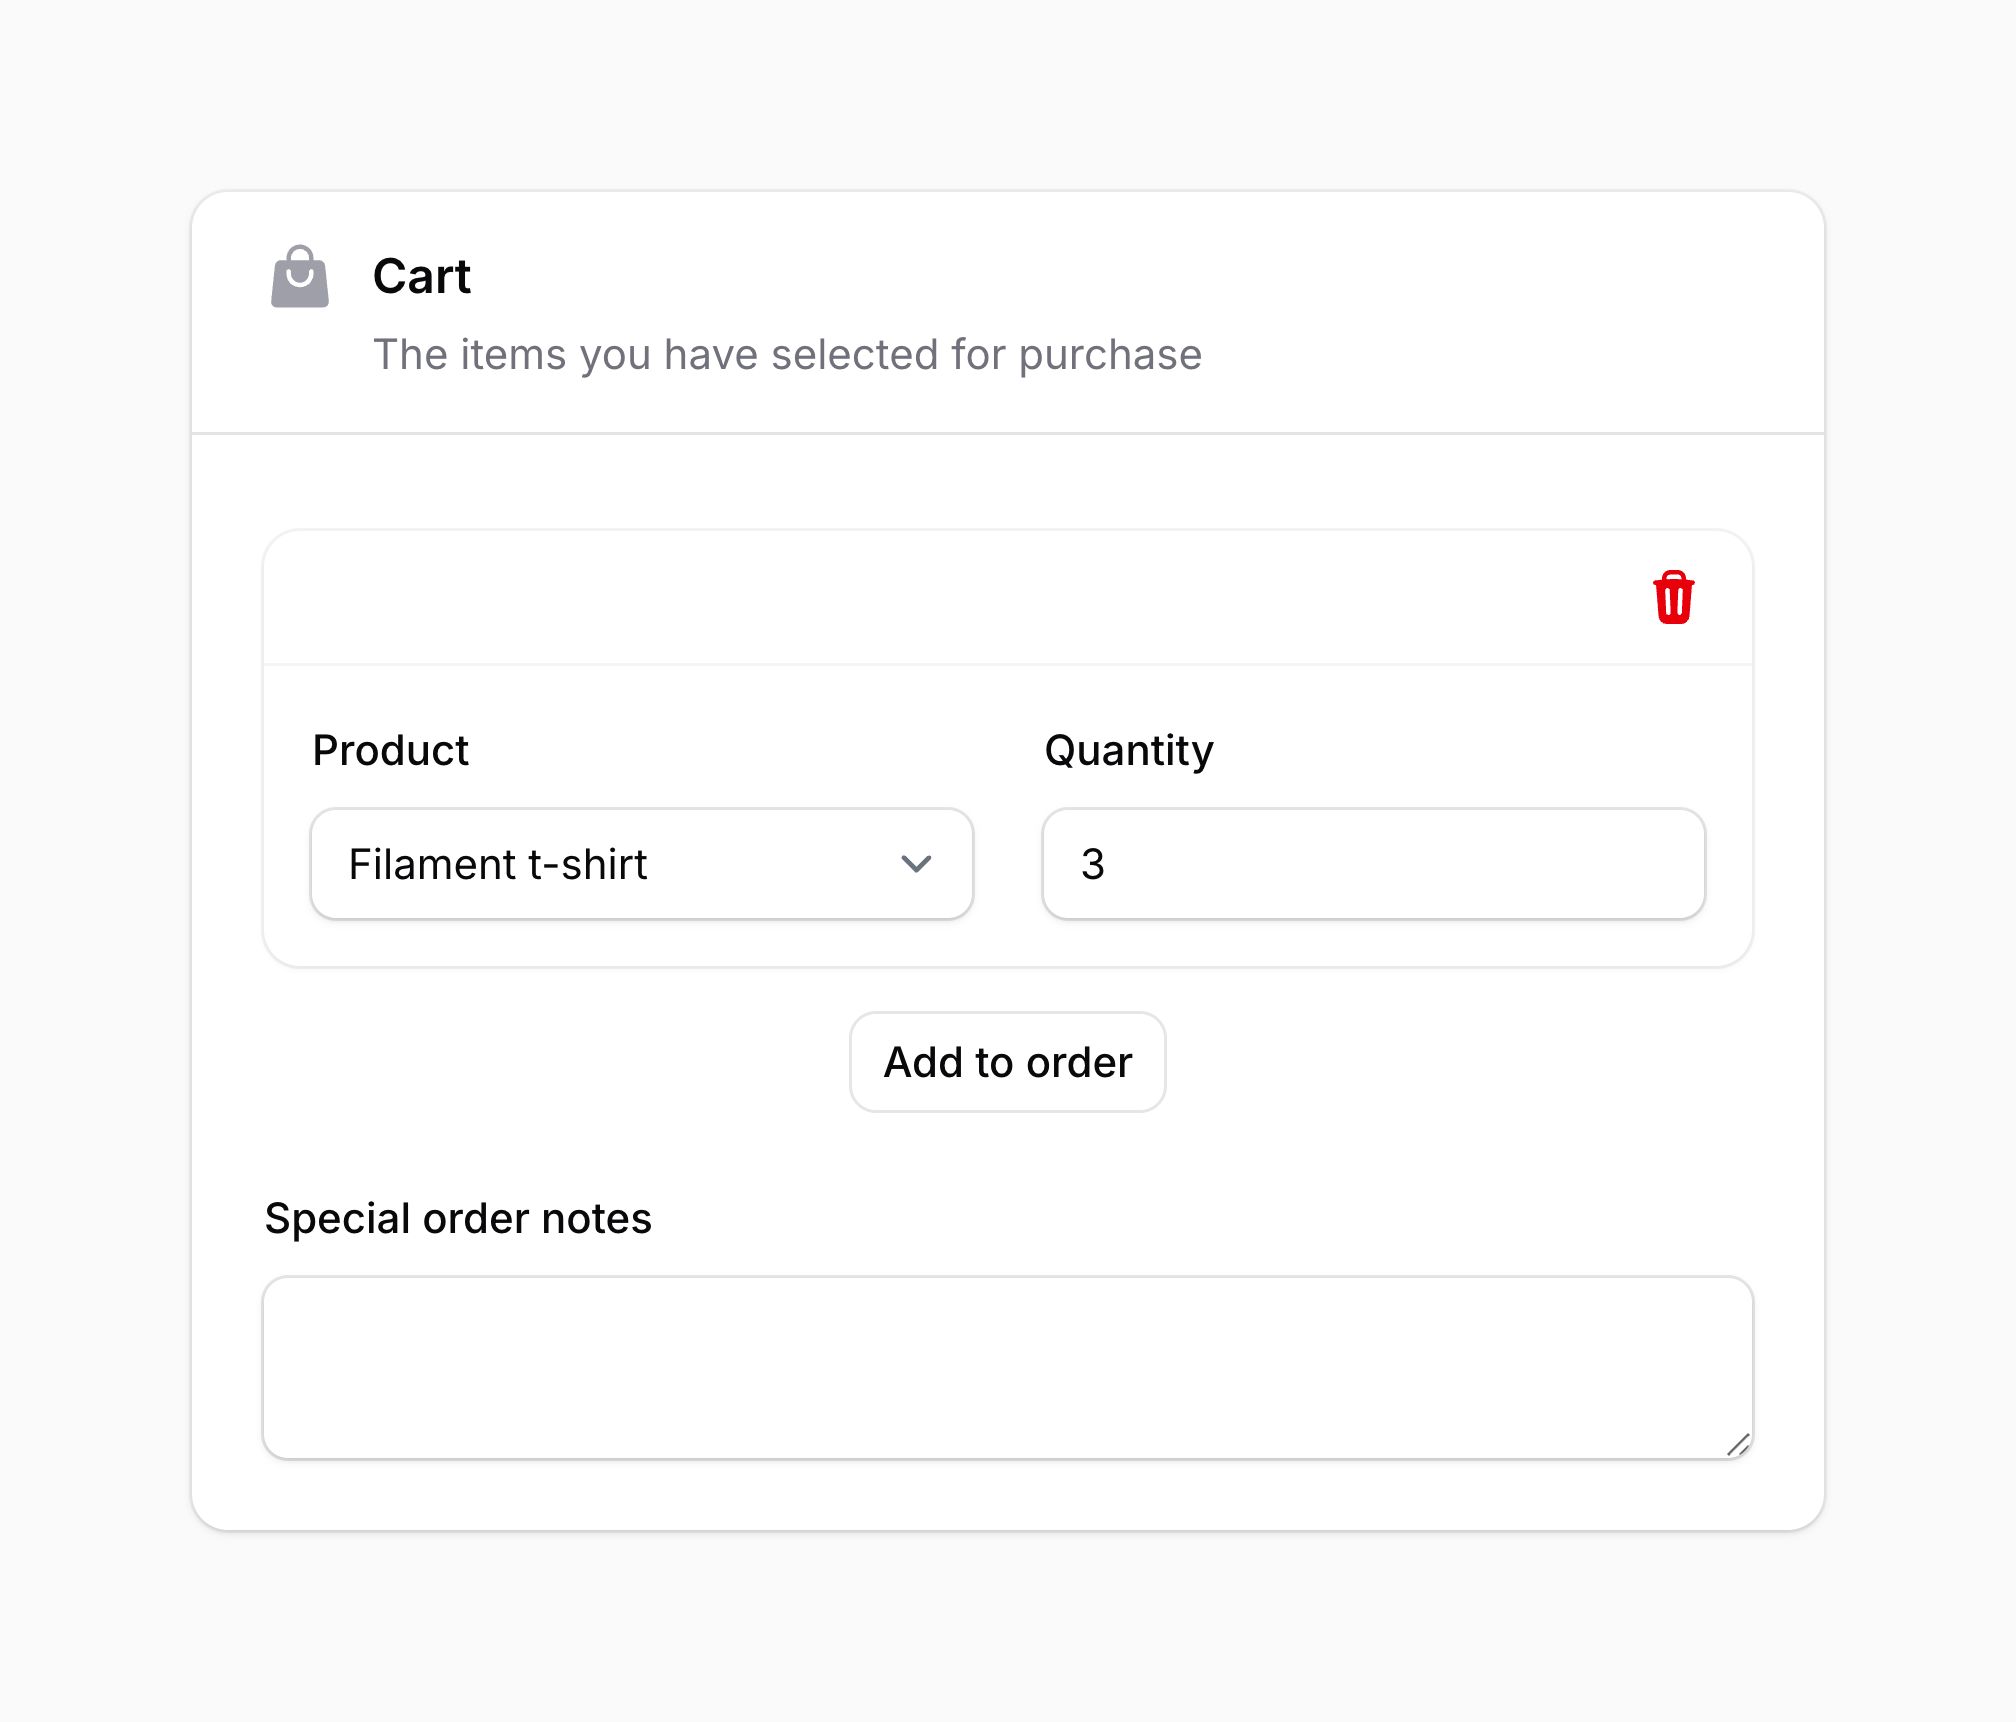 Cart
The items you have selected for purchase
Product
Quantity
Filament t-shirt
3
Add to order
Special order notes